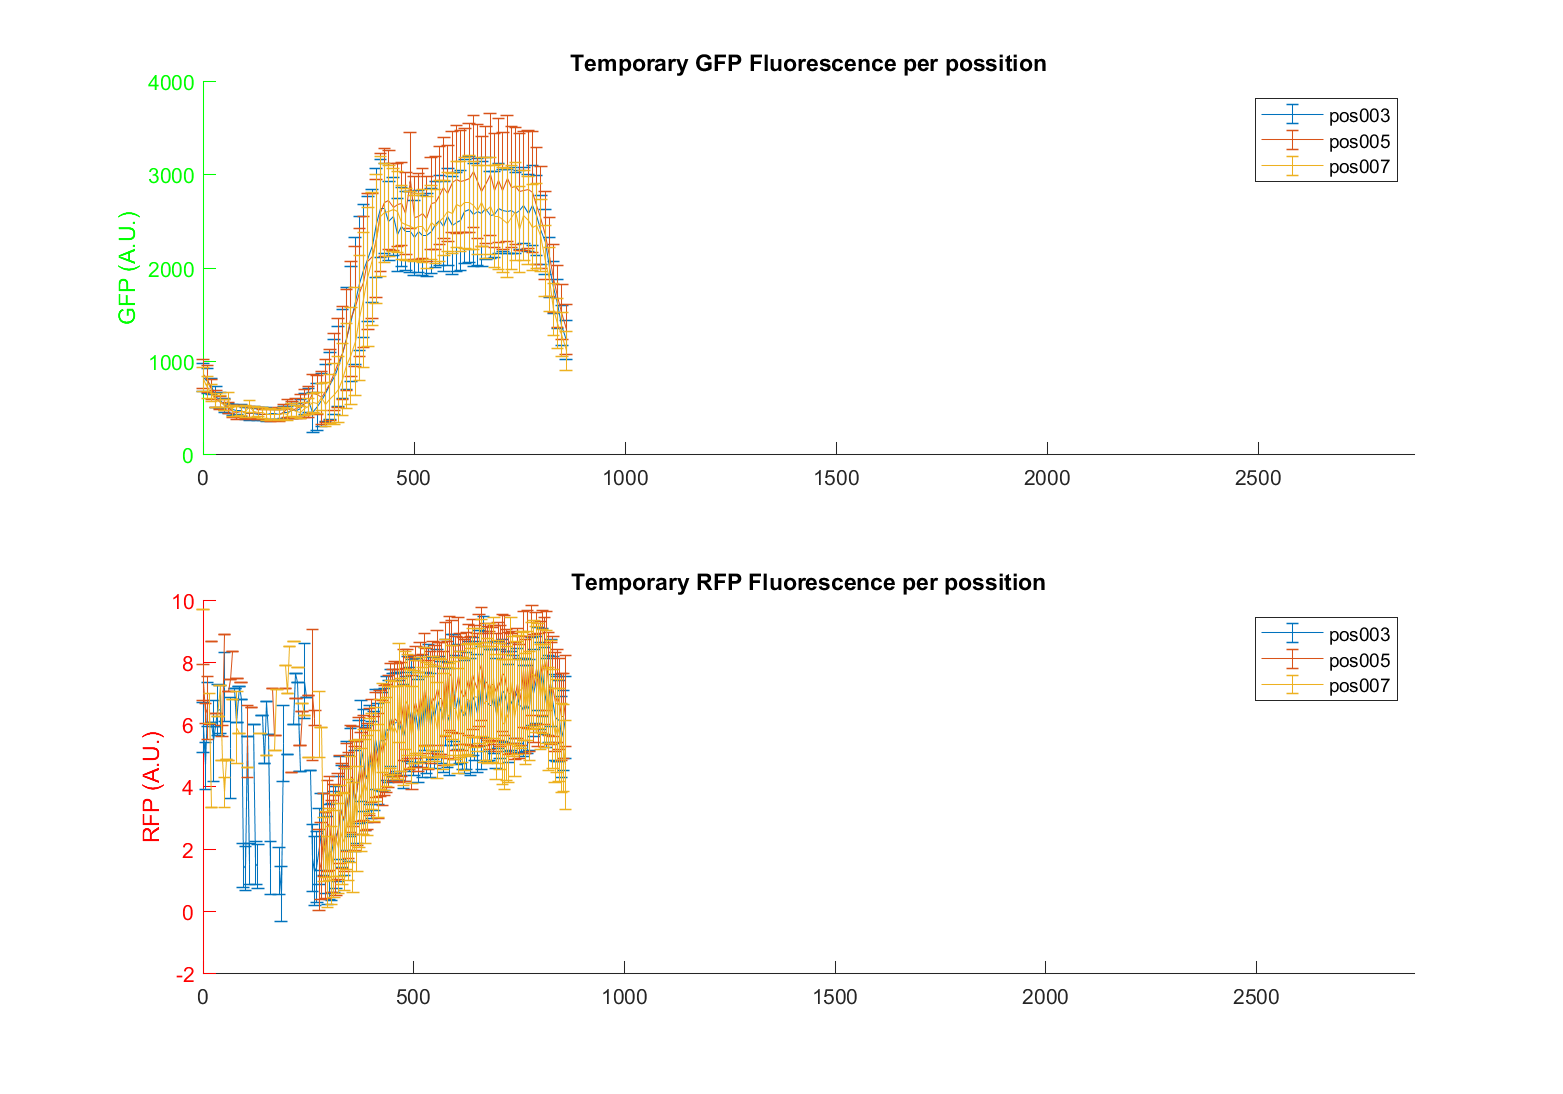 Temporary GFP Fluorescence per possition
4000
3000
2000
1000
0
GFP (A.U.)
0 500 1000 1500 2000 2500
pos003
pos005
pos007
Temporary RFP Fluorescence per possition
10
8
6
4
2
0
-2
RFP (A.U.)
0 500 1000 1500 2000 2500
pos003
pos005
pos007